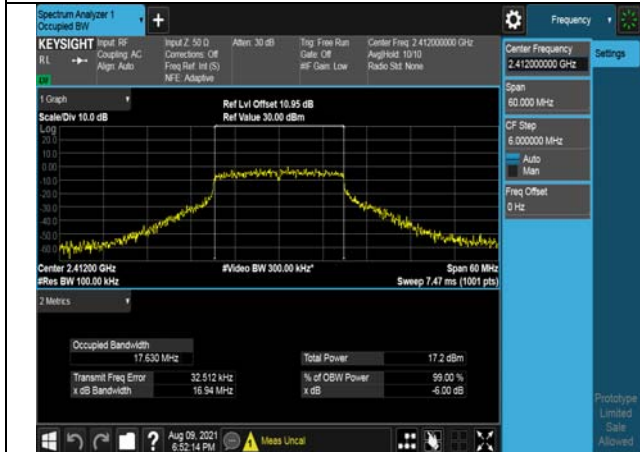 Spectrum Analyzer 1
Occupied BW
+
Frequency
KEYSIGHT
RL
Input: RF
Coupling: AC
Align: Auto
Input Z: 50 Ω
Corrections: Off
Freq Ref: Int (S)
NFE: Adaptive
Atten: 30 dB
Trig: Free Run
Gate: Off
#IF Gain: Low
Center Freq: 2.412000000 GHz
Avg|Hold: 10/10
Radio Std: None
Center Frequency
2.412000000 GHz
Settings
Span
60.000 MHz
CF Step
6.000000 MHz
Auto
Man
Freq Offset
0 Hz
1 Graph
Scale/Div 10.0 dB
Ref Lvl Offset 10.95 dB
Ref Value 30.00 dBm
Log
20.0
10.0
0.00
-10.0
-20.0
-30.0
-40.0
-50.0
-60.0
Center 2.41200 GHz
#Video BW 300.00 kHz*
Span 60 MHz
#Res BW 100.00 kHz
Sweep 7.47 ms (1001 pts)
2 Metrics
Occupied Bandwidth
17.630 MHz
Total Power 17.2 dBm
Transmit Freq Error 32.512 kHz
% of OBW Power 99.00 %
x dB Bandwidth 16.94 MHz
x dB -6.00 dB
Prototype
Limited
Sale
Allowed
?
Aug 09, 2021
6:52:14 PM
Meas Uncal